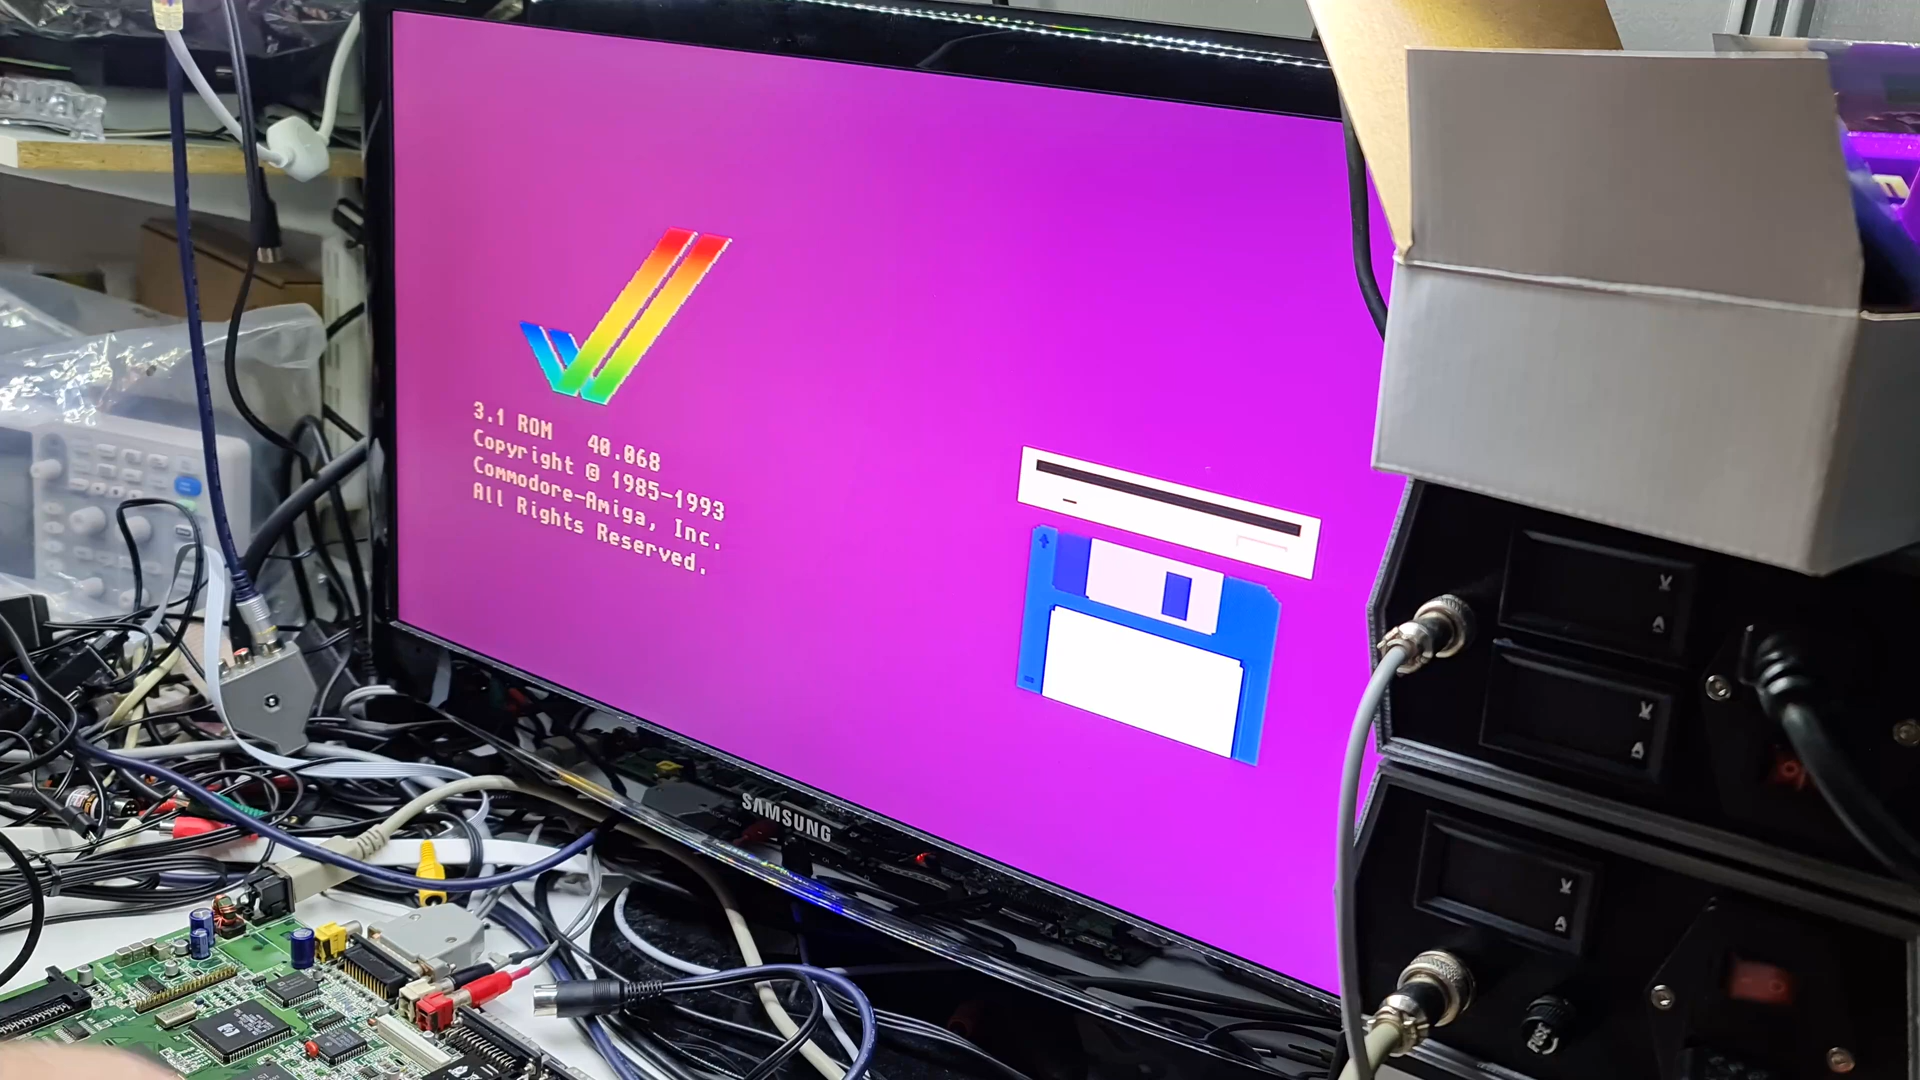 3.1 ROM 40.068
Copyright © 1985-1993
Commodore-Amiga, Inc.
All Rights Reserved.
SAMSUNG
V
A
V
A
V
A